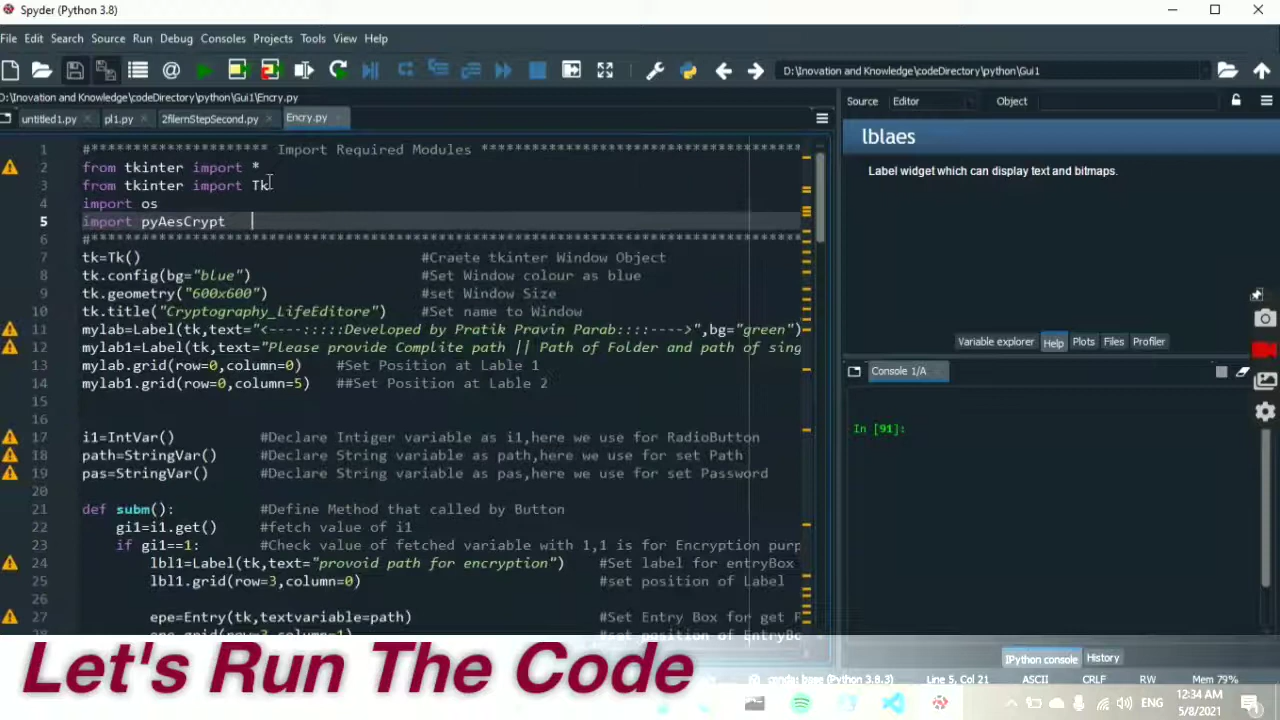 Spyder (Python 3.8)
File Edit Search Source Run Debug Consoles Projects Tools View Help
D:\Inovation and Knowledge\codeDirectory\python\Gui1
D:\Inovation and Knowledge\codeDirectory\python\Gui1\Encry.py
Source Editor Object
untitled1.py pl1.py 2filernStepSecond.py Encry.py
lblaes
Label widget which can display text and bitmaps.
1 #******************** Import Required Modules ***********************************
2 from tkinter import *
3 from tkinter import Tk
4 import os
5 import pyAesCrypt
6 #********************************************************************************
7 tk=Tk() #Craete tkinter Window Object
8 tk.config(bg="blue") #Set Window colour as blue
9 tk.geometry("600x600") #set Window Size
10 tk.title("Cryptography_LifeEditore") #Set name to Window
11 mylab=Label(tk,text="<----:::::Developed by Pratik Pravin Parab::::---->",bg="green")
12 mylab1=Label(tk,text="Please provide Complite path || Path of Folder and path of sing
13 mylab.grid(row=0,column=0) #Set Position at Lable 1
14 mylab1.grid(row=0,column=5) ##Set Position at Lable 2
15
16
17 i1=IntVar() #Declare Intiger variable as i1,here we use for RadioButton
18 path=StringVar() #Declare String variable as path,here we use for set Path
19 pas=StringVar() #Declare String variable as pas,here we use for set Password
20
21 def subm(): #Define Method that called by Button
22 gi1=i1.get() #fetch value of i1
23 if gi1==1: #Check value of fetched variable with 1,1 is for Encryption purp
24 lbl1=Label(tk,text="provoid path for encryption") #Set label for entryBox
25 lbl1.grid(row=3,column=0) #set position of Label
26
27 epe=Entry(tk,textvariable=path) #Set Entry Box for get P
epe.grid(row=3,column=1) #set position of EntryBo
Variable explorer Help Plots Files Profiler
Console 1/A
In [91]:
IPython console History
Let's Run The Code
conda: base (Python 3.8.3) Line 5, Col 21 ASCII CRLF RW Mem 79%
ENG
12:34 AM
5/8/2021